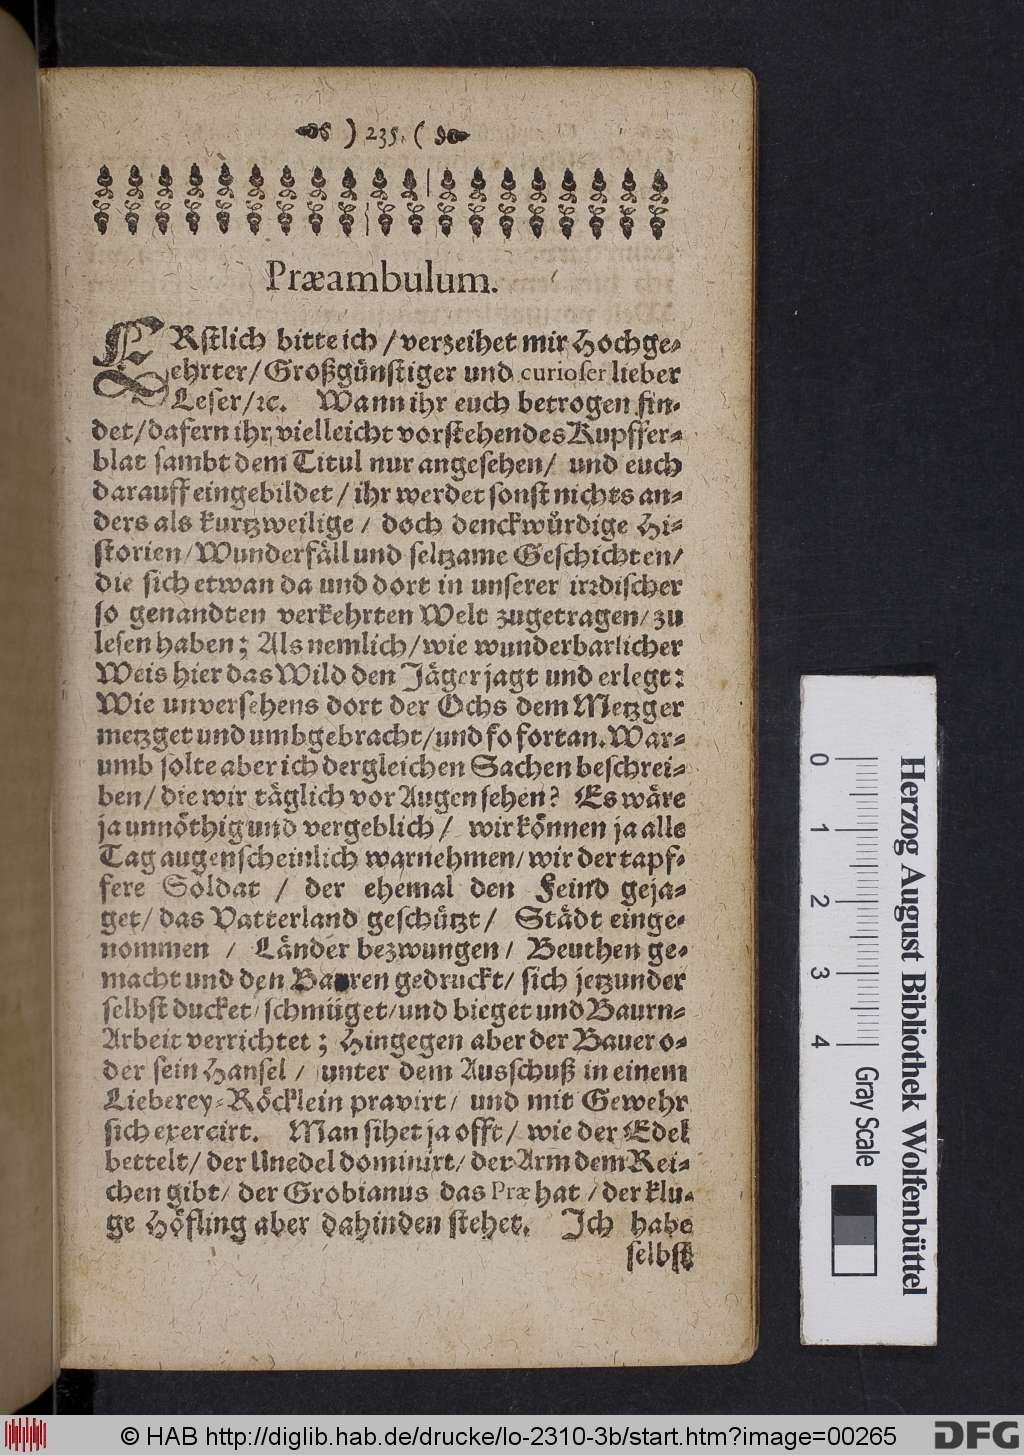 ) 235. (
Præambulum.
ERſtlich bitte ich / verzeihet mir Hochge-
ehrter / Großgünſtiger und curioſer lieber
Leſer / ꝛc. Wann ihr euch betrogen fin-
det / dafern ihr vielleicht vorſtehendes Kupffer-
blat ſambt dem Titul nur angeſehen / und euch
darauff eingebildet / ihr werdet ſonſt nichts an-
ders als kurtzweilige / doch denckwuͤrdige Hi-
ſtorien / Wunderfäll und ſeltzame Geſchichten /
die ſich etwan da und dort in unſerer irꝛdiſcher
ſo genandten verkehrten Welt zugetragen / zu
leſen haben; Als nemlich / wie wunderbarlicher
Weis hier das Wild den Jäger jagt und erlegt:
Wie unverſehens dort der Ochs dem Metzger
metzget und umbgebracht / und ſo fortan. War-
umb ſolte aber ich dergleichen Sachen beſchrei-
ben / die wir täglich vor Augen ſehen? Es wäre
ja unnöthig und vergeblich / wir können ja alle
Tag augenſcheinlich warnehmen / wir der tapf-
fere Soldat / der ehemal den Feind geja-
get / das Vatterland geſchützt / Städt einge-
nommen / Länder bezwungen / Beuthen ge-
macht und den Bauren gedruckt / ſich jetzunder
ſelbſt ducket / ſchmüget / und bieget und Baurn-
Arbeit verrichtet; Hingegen aber der Bauer o-
der ſein Hanſel / unter dem Ausſchuß in einem
Lieberey-Röcklein pravirt / und mit Gewehr
ſich exercirt. Man ſihet ja offt / wie der Edel
bettelt / der Unedel dominirt / der Arm dem Rei-
chen gibt / der Grobianus das Præ hat / der klu-
ge Höfling aber dahinden ſtehet. Ich habe
ſelbſt
0 1 2 3 4
Herzog August Bibliothek Wolfenbüttel
Gray Scale
© HAB http://diglib.hab.de/drucke/lo-2310-3b/start.htm?image=00265
DFG